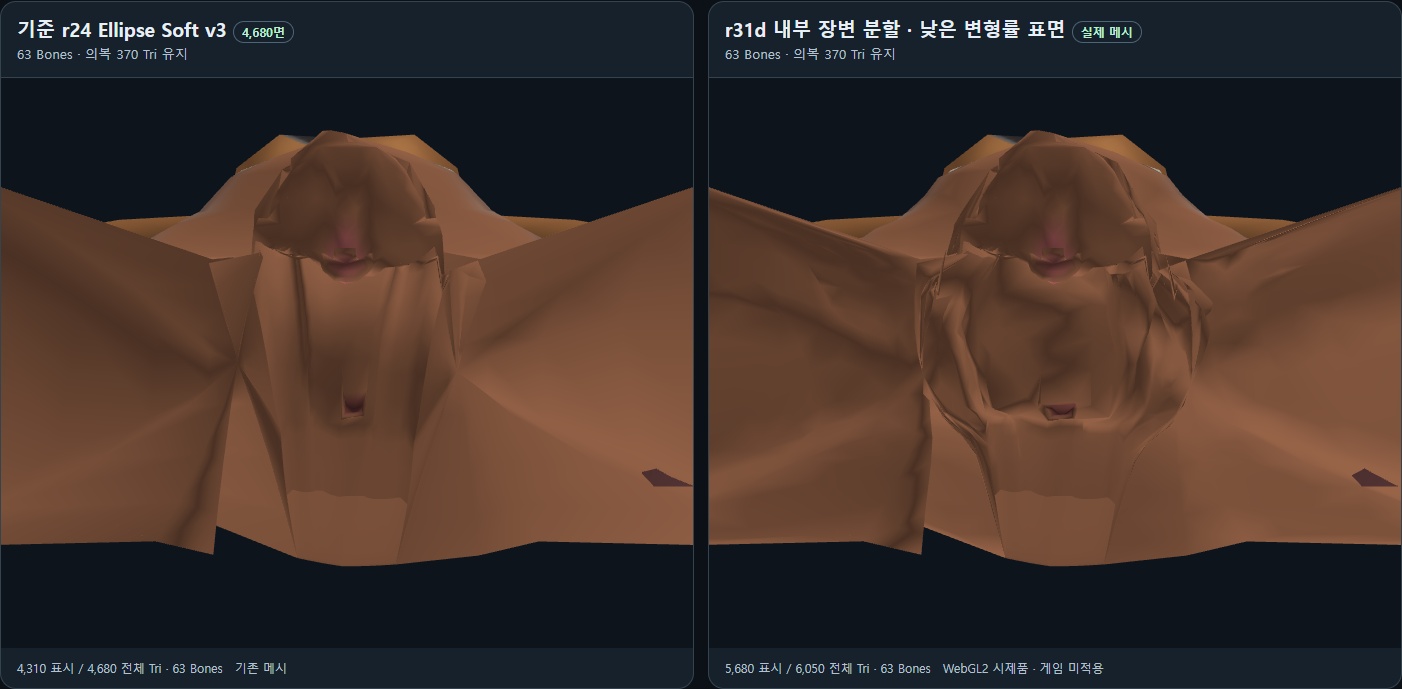 기준 r24 Ellipse Soft v3 4,680면
63 Bones · 의복 370 Tri 유지
4,310 표시 / 4,680 전체 Tri · 63 Bones 기존 메시
r31d 내부 장변 분할 · 낮은 변형률 표면 실제 메시
63 Bones · 의복 370 Tri 유지
5,680 표시 / 6,050 전체 Tri · 63 Bones WebGL2 시제품 · 게임 미적용